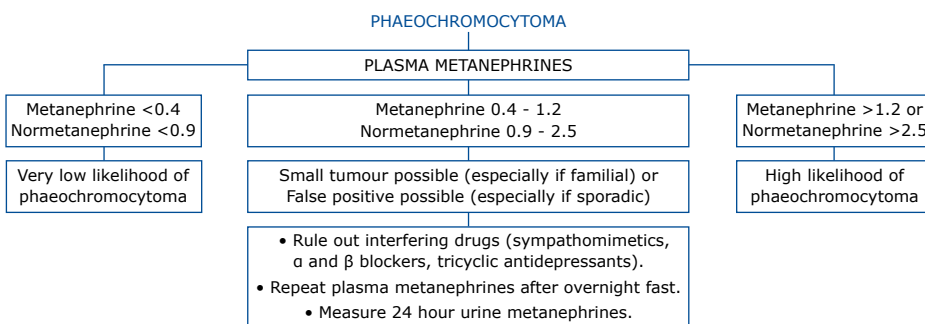 PHAEOCHROMOCYTOMA
PLASMA METANEPHRINES
Metanephrine <0.4
Normetanephrine <0.9
Metanephrine 0.4 - 1.2
Normetanephrine 0.9 - 2.5
Metanephrine >1.2 or
Normetanephrine >2.5
Very low likelihood of
phaeochromocytoma
Small tumour possible (especially if familial) or
False positive possible (especially if sporadic)
High likelihood of
phaeochromocytoma
• Rule out interfering drugs (sympathomimetics,
α and β blockers, tricyclic antidepressants).
• Repeat plasma metanephrines after overnight fast.
• Measure 24 hour urine metanephrines.